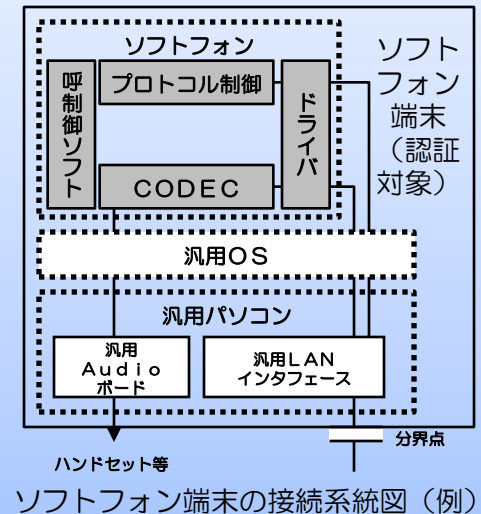 ソフトフォン
ソフト
フォン
端末
（認証
対象）
呼制御ソフト
プロトコル制御
ドライバ
ＣＯＤＥＣ
汎用ＯＳ
汎用パソコン
汎用
Ａｕｄｉｏ
ボード
汎用ＬＡＮ
インタフェース
分界点
ハンドセット等
ソフトフォン端末の接続系統図（例）